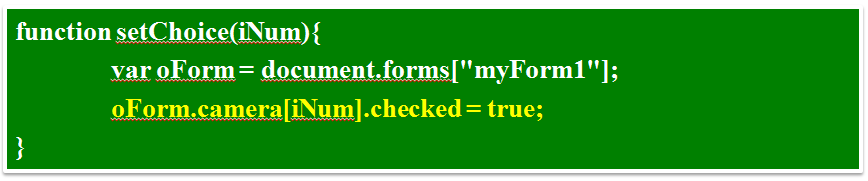 function setChoice(iNum){
var oForm = document.forms["myForm1"];
oForm.camera[iNum].checked = true;
}